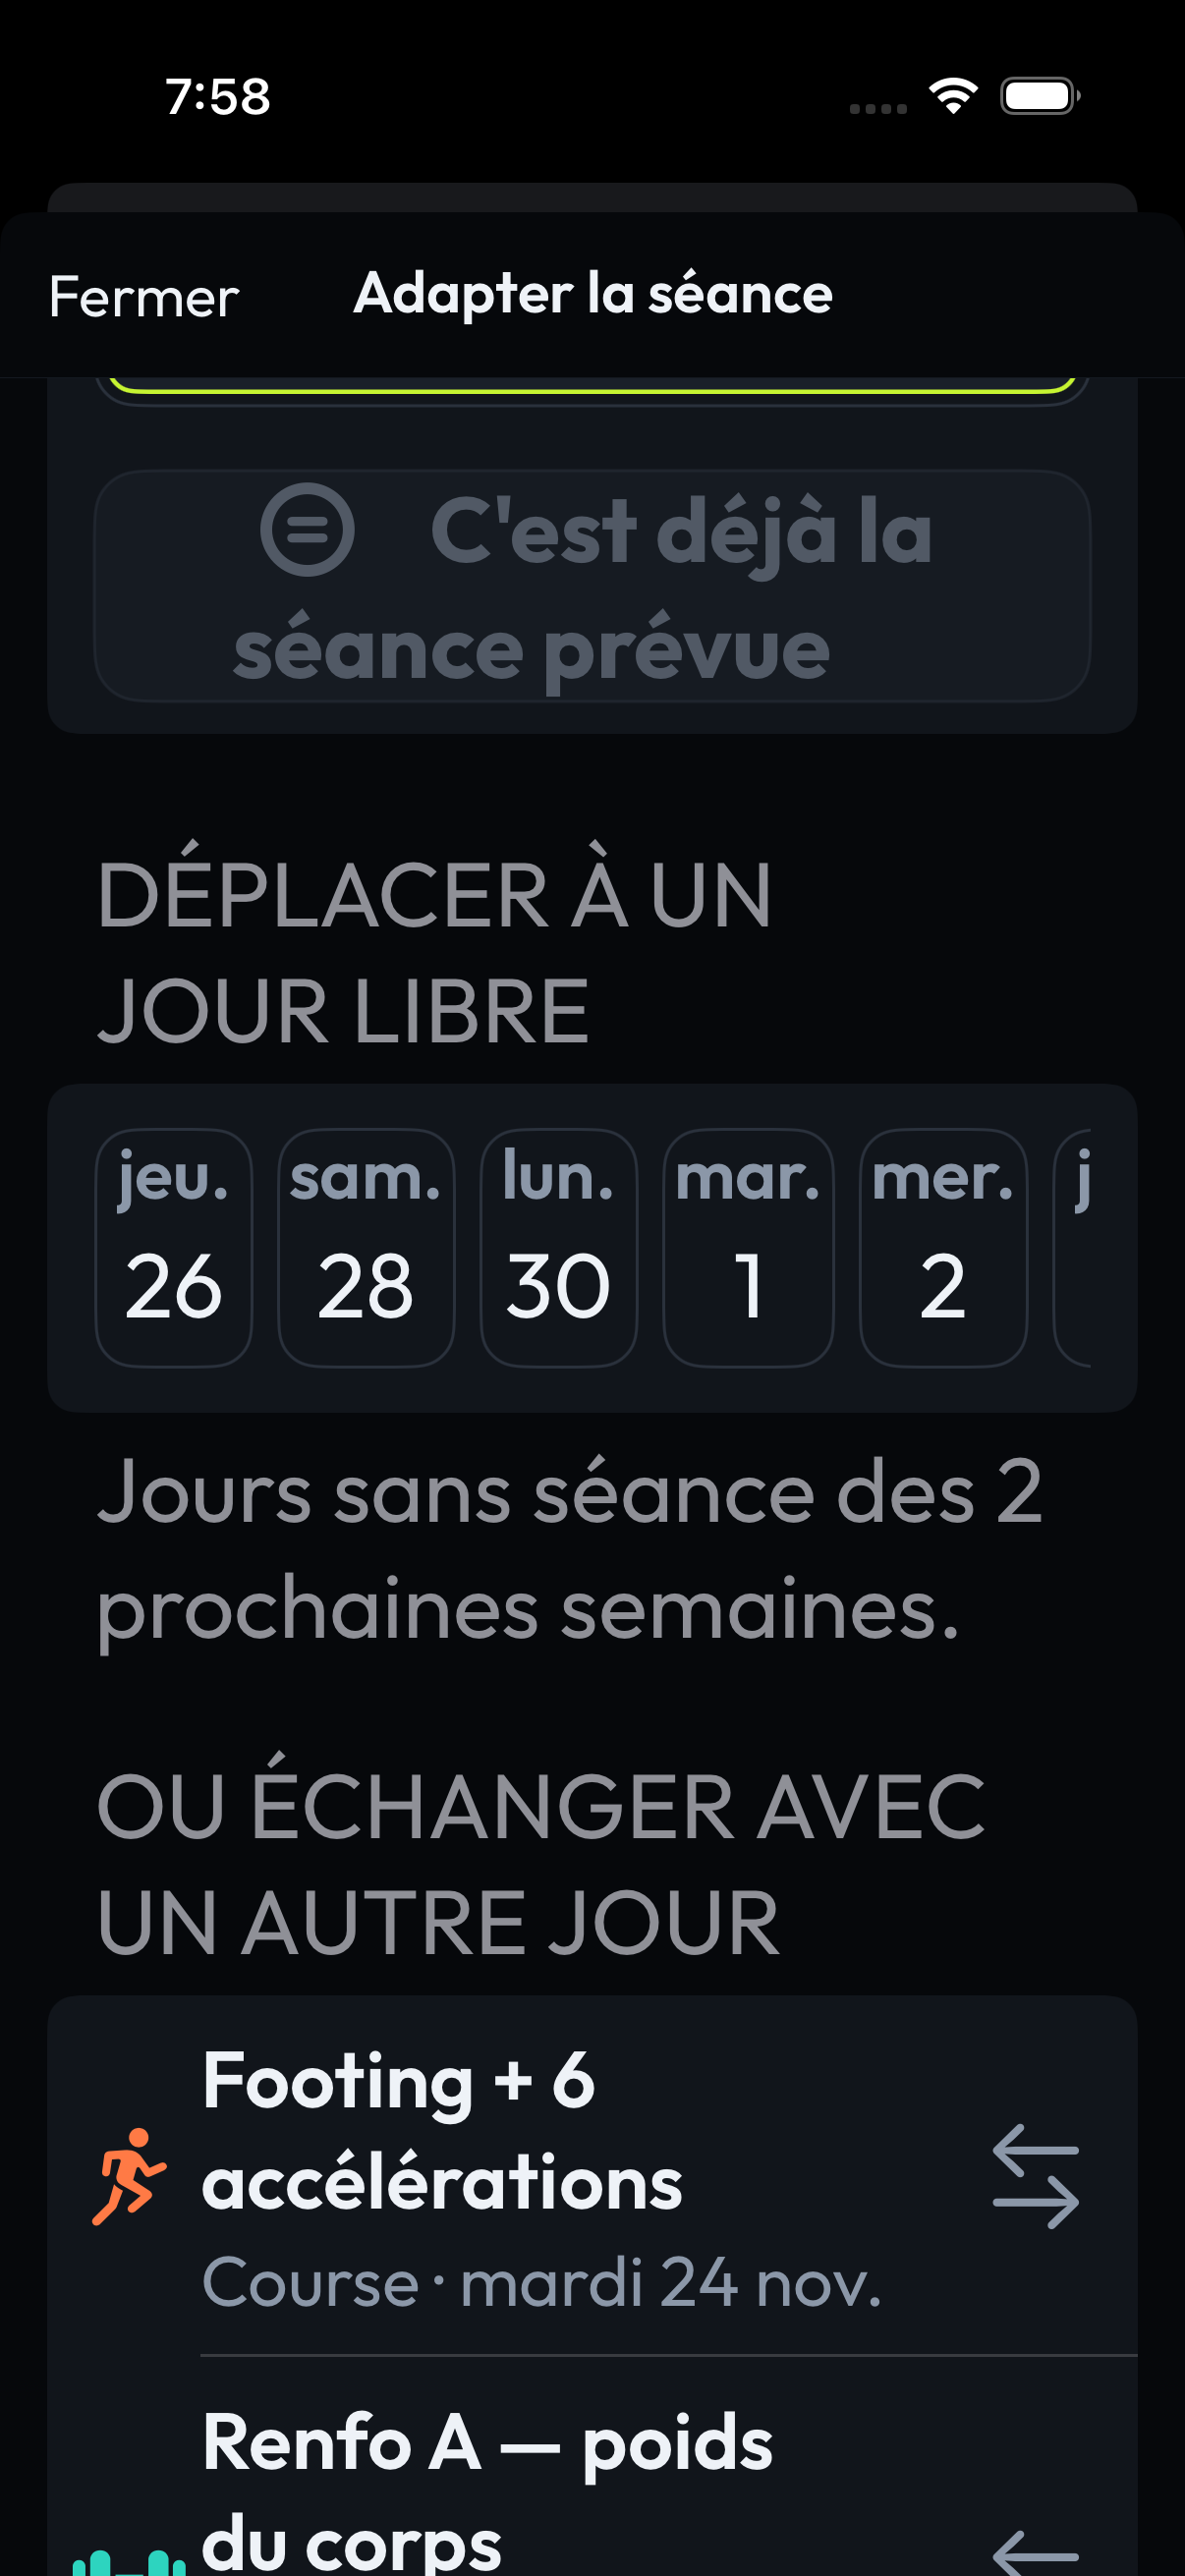 7:58
Fermer
Adapter la séance
C'est déjà la
séance prévue
DÉPLACER À UN
JOUR LIBRE
jeu. sam. lun. mar. mer. j
26 28 30 1 2
Jours sans séance des 2
prochaines semaines.
OU ÉCHANGER AVEC
UN AUTRE JOUR
Footing + 6
accélérations
Course · mardi 24 nov.
Renfo A — poids
du corps